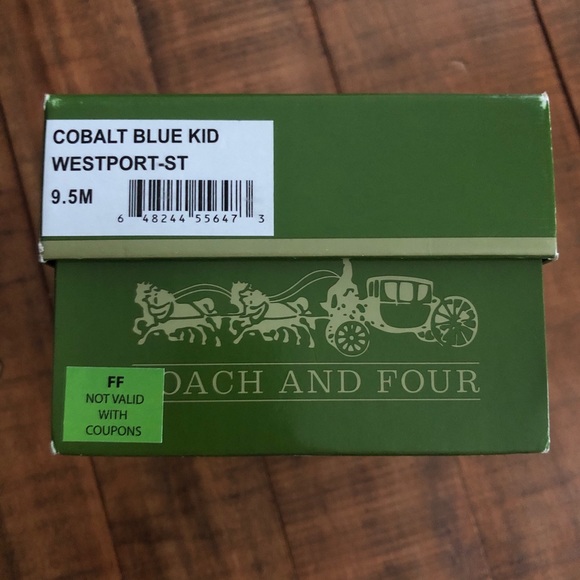 COBALT BLUE KID
WESTPORT-ST
9.5M
6 48244 55647 3
OACH AND FOUR
FF
NOT VALID
WITH
COUPONS